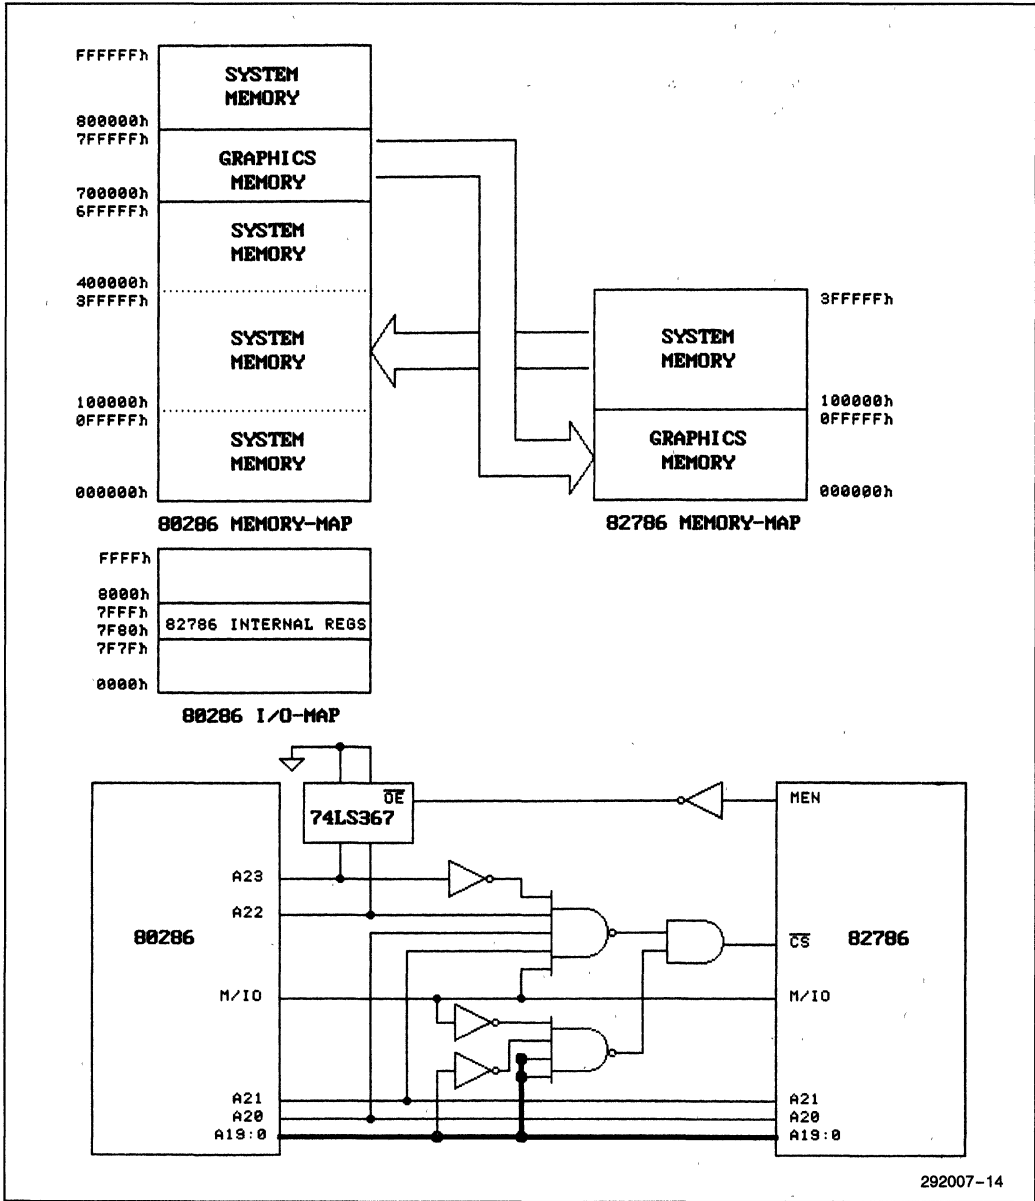 FFFFFFh
SYSTEM
MEMORY
800000h
7FFFFFh
GRAPHICS
MEMORY
700000h
6FFFFFh
SYSTEM
MEMORY
400000h
3FFFFFh
SYSTEM
MEMORY
100000h
0FFFFFh
SYSTEM
MEMORY
000000h
80286 MEMORY-MAP
3FFFFFh
SYSTEM
MEMORY
100000h
0FFFFFh
GRAPHICS
MEMORY
000000h
82786 MEMORY-MAP
FFFFh
8000h
7FFFh
82786 INTERNAL REGS
7F80h
7F7Fh
0000h
80286 I/O-MAP
OE
74LS367
MEN
A23
A22
80286
CS
82786
M/IO
M/IO
A21
A21
A20
A20
A19:0
A19:0
292007-14